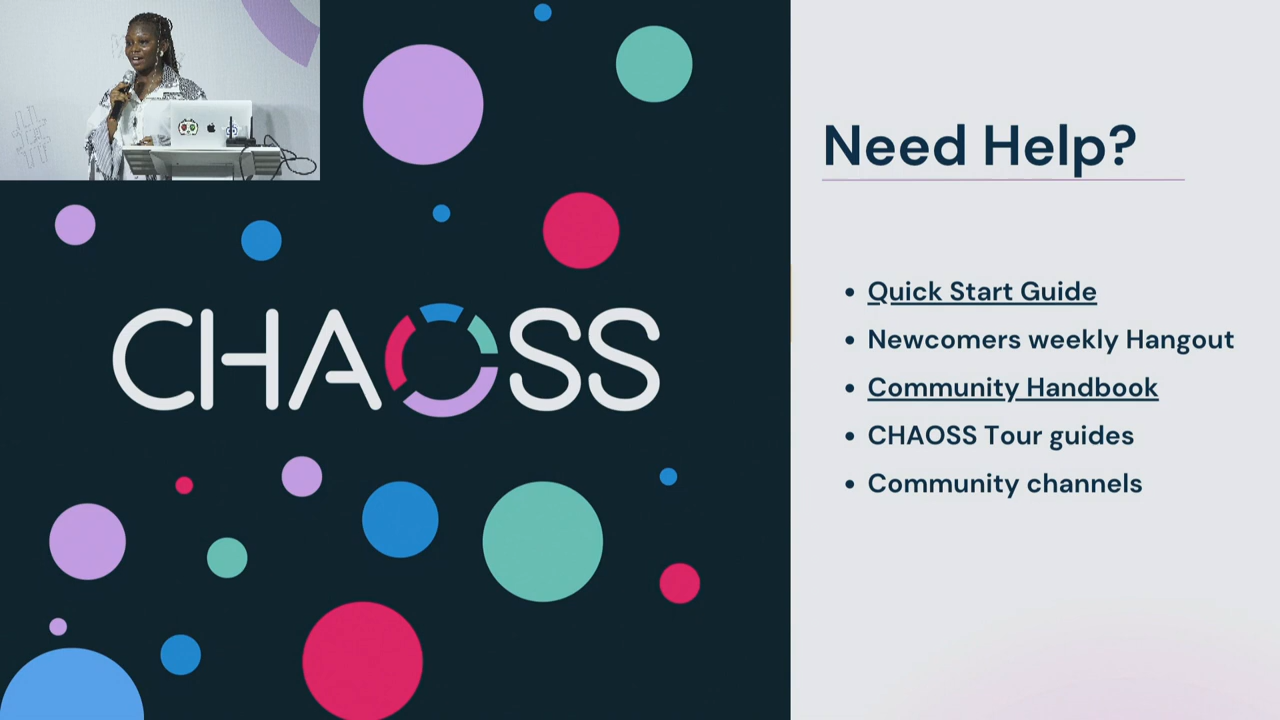 CHAOSS
Need Help?
Quick Start Guide
Newcomers weekly Hangout
Community Handbook
CHAOSS Tour guides
Community channels